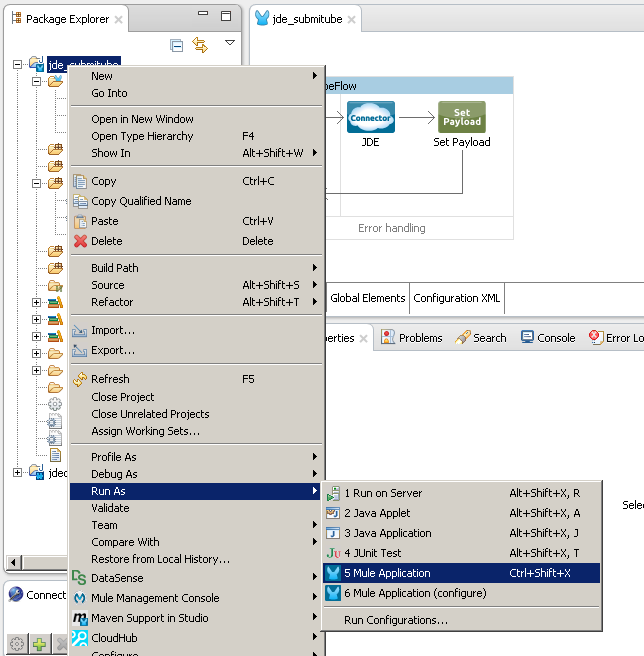 Package Explorer
jde_submitube
jde_submitube
New
Go Into
Open in New Window
Open Type Hierarchy F4
Show In Alt+Shift+W
Copy Ctrl+C
Copy Qualified Name
Paste Ctrl+V
Delete Delete
Build Path
Source Alt+Shift+S
Refactor Alt+Shift+T
Import...
Export...
Refresh F5
Close Project
Close Unrelated Projects
Assign Working Sets...
Profile As
Debug As
Run As
Validate
Team
Compare With
Restore from Local History...
DataSense
Mule Management Console
Maven Support in Studio
CloudHub
Configure
1 Run on Server Alt+Shift+X, R
2 Java Applet Alt+Shift+X, A
3 Java Application Alt+Shift+X, J
4 JUnit Test Alt+Shift+X, T
5 Mule Application Ctrl+Shift+X
6 Mule Application (configure)
Run Configurations...
beFlow
Connector
JDE
Set
Payload
Set Payload
Error handling
Global Elements Configuration XML
perties Problems Search Console Error Lo
Selec
jdec
Connect